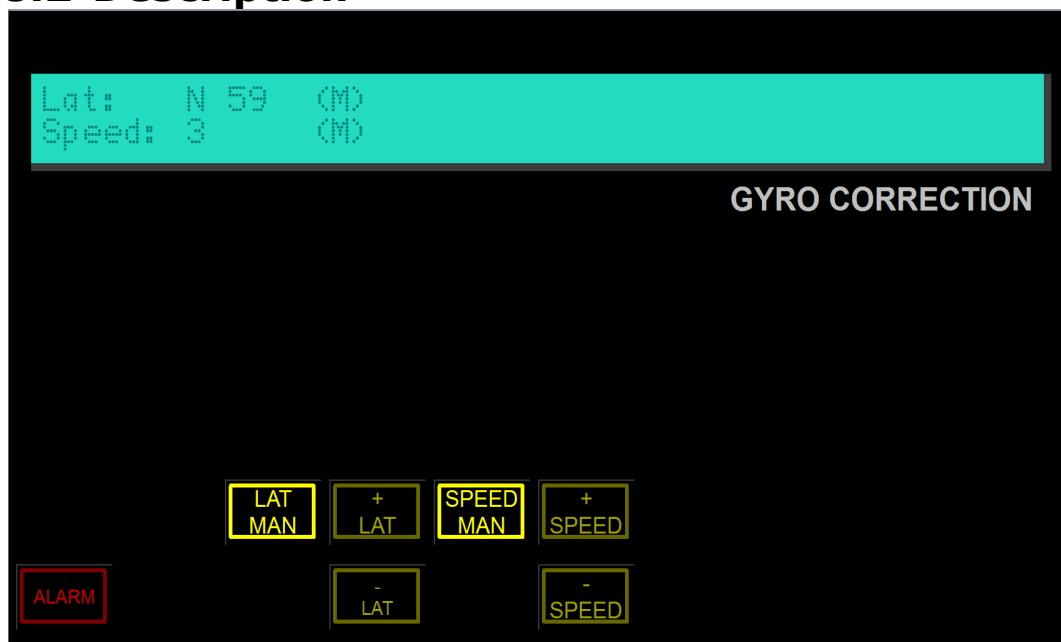 Lat: N 59 (M)
Speed: 3 (M)
GYRO CORRECTION
LAT MAN
+ LAT
SPEED MAN
+ SPEED
ALARM
- LAT
- SPEED